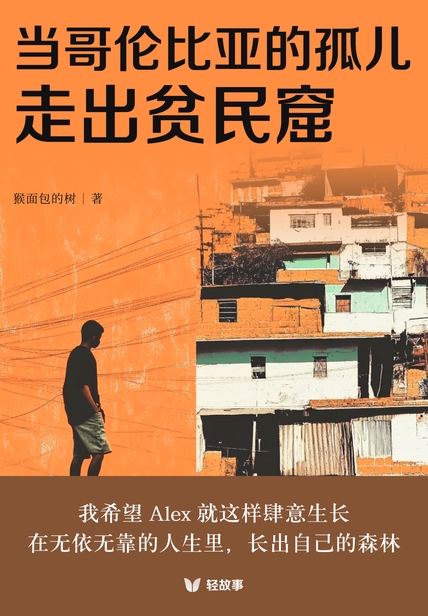 当哥伦比亚的孤儿
走出贫民窟
猴面包的树｜著
我希望 Alex 就这样肆意生长
在无依无靠的人生里，长出自己的森林
轻故事